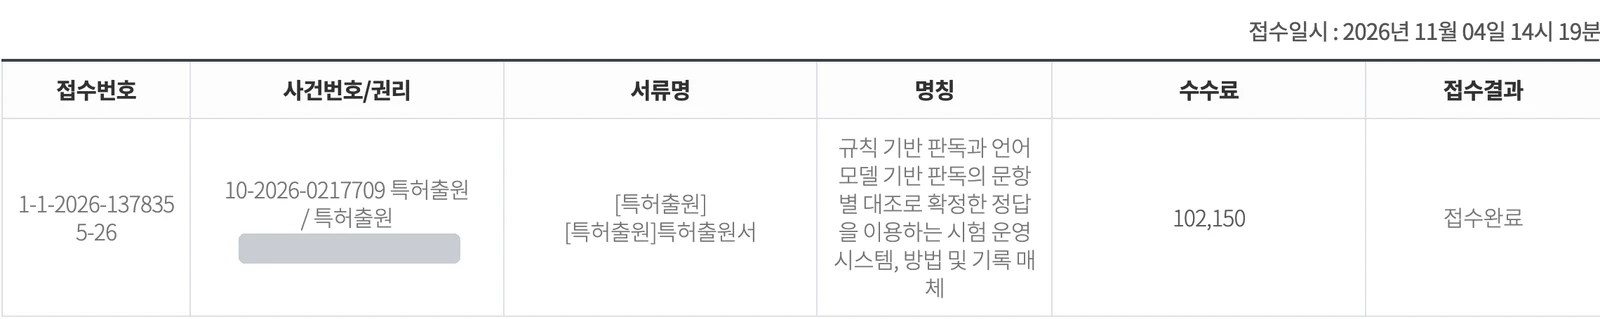 접수일시 : 2026년 11월 04일 14시 19분
접수번호
사건번호/권리
서류명
명칭
수수료
접수결과
1-1-2026-137835
5-26
10-2026-0217709 특허출원
/ 특허출원
[특허출원]
[특허출원]특허출원서
규칙 기반 판독과 언어
모델 기반 판독의 문항
별 대조로 확정한 정답
을 이용하는 시험 운영
시스템, 방법 및 기록 매
체
102,150
접수완료